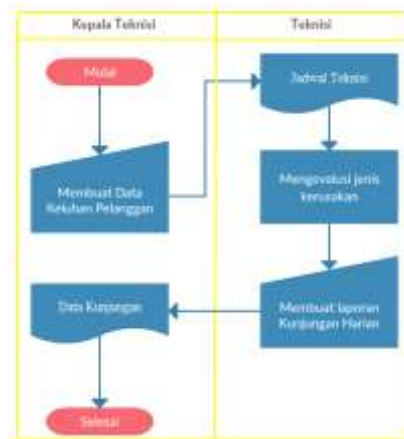 Kepala Teknisi
Teknisi
Mulai
Jadwal Teknisi
Membuat Data
Keluhan Pelanggan
Mengevalusi jenis
kerusakan
Data Kunjungan
Membuat laporan
Kunjungan Harian
Selesai